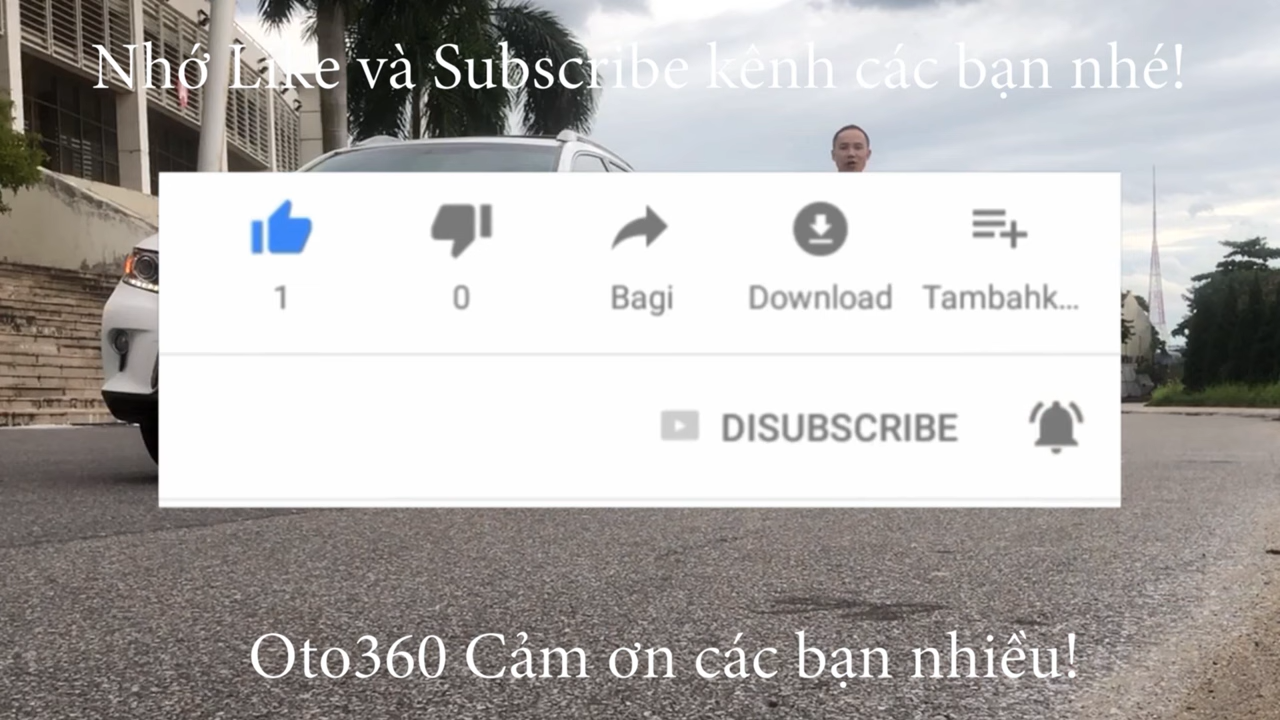 Nhớ Like và Subscribe kênh các bạn nhé!
1 0 Bagi Download Tambahk...
DISUBSCRIBE
Oto360 Cảm ơn các bạn nhiều!